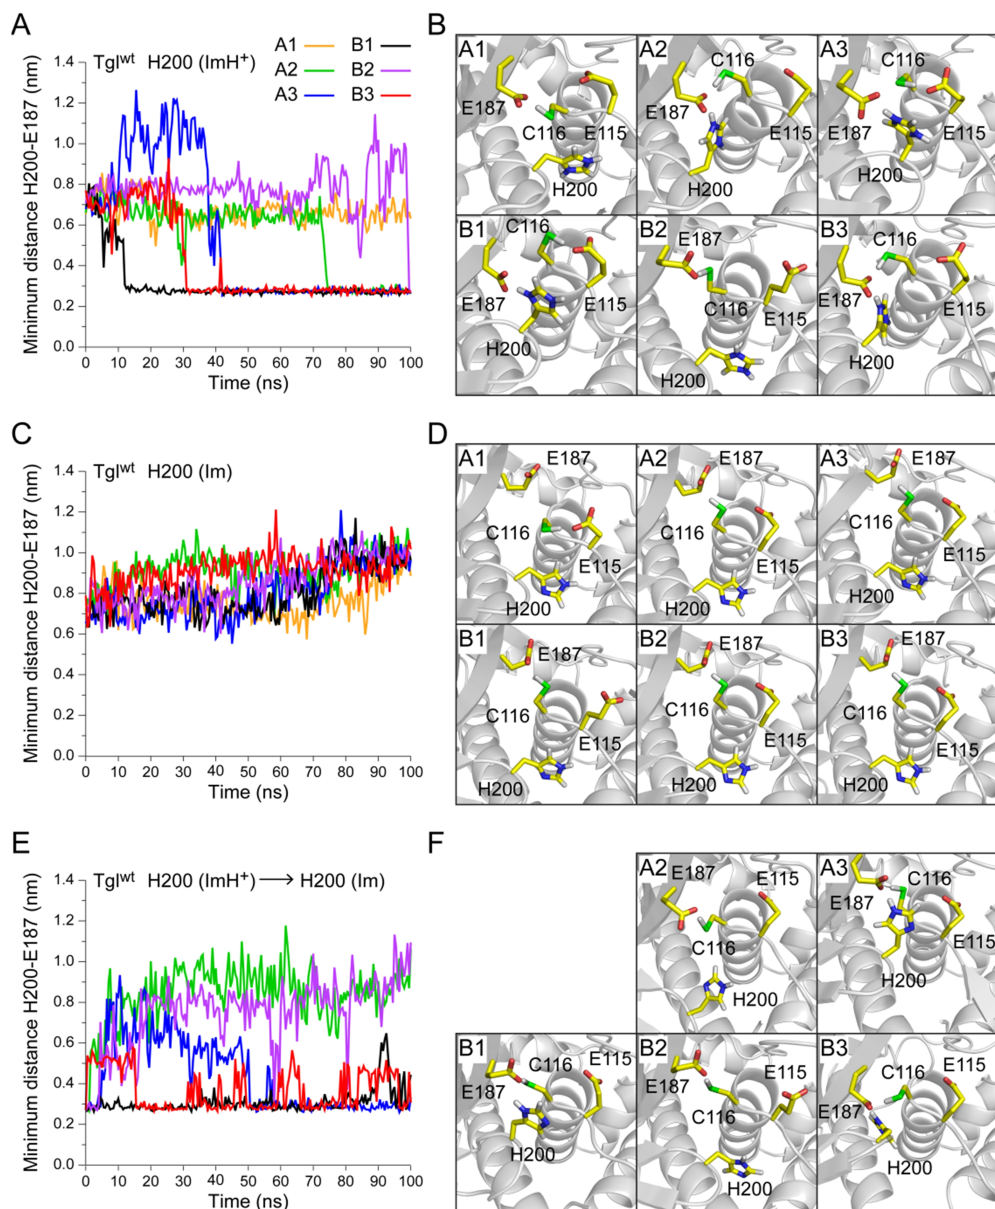 A
Tglwt H200 (ImH+)
A1 B1
A2 B2
A3 B3
Minimum distance H200-E187 (nm)
1.4
1.2
1.0
0.8
0.6
0.4
0.2
0.0
0 10 20 30 40 50 60 70 80 90 100
Time (ns)
B
A1
E187
C116
E115
H200
A2
C116
E187
E115
H200
A3
C116
E187
E115
H200
B1
C116
E187
E115
H200
B2
E187
C116
E115
H200
B3
C116
E187
E115
H200
C
Tglwt H200 (Im)
Minimum distance H200-E187 (nm)
1.4
1.2
1.0
0.8
0.6
0.4
0.2
0.0
0 10 20 30 40 50 60 70 80 90 100
Time (ns)
D
A1
E187
C116
E115
H200
A2
E187
C116
E115
H200
A3
E187
C116
E115
H200
B1
E187
C116
E115
H200
B2
E187
C116
E115
H200
B3
E187
C116
E115
H200
E
Tglwt H200 (ImH+) → H200 (Im)
Minimum distance H200-E187 (nm)
1.4
1.2
1.0
0.8
0.6
0.4
0.2
0.0
0 10 20 30 40 50 60 70 80 90 100
Time (ns)
F
A2
E187
E115
C116
H200
A3
E187
C116
E115
H200
B1
C116
E115
E187
H200
B2
E187
E115
C116
H200
B3
E115
C116
E187
H200